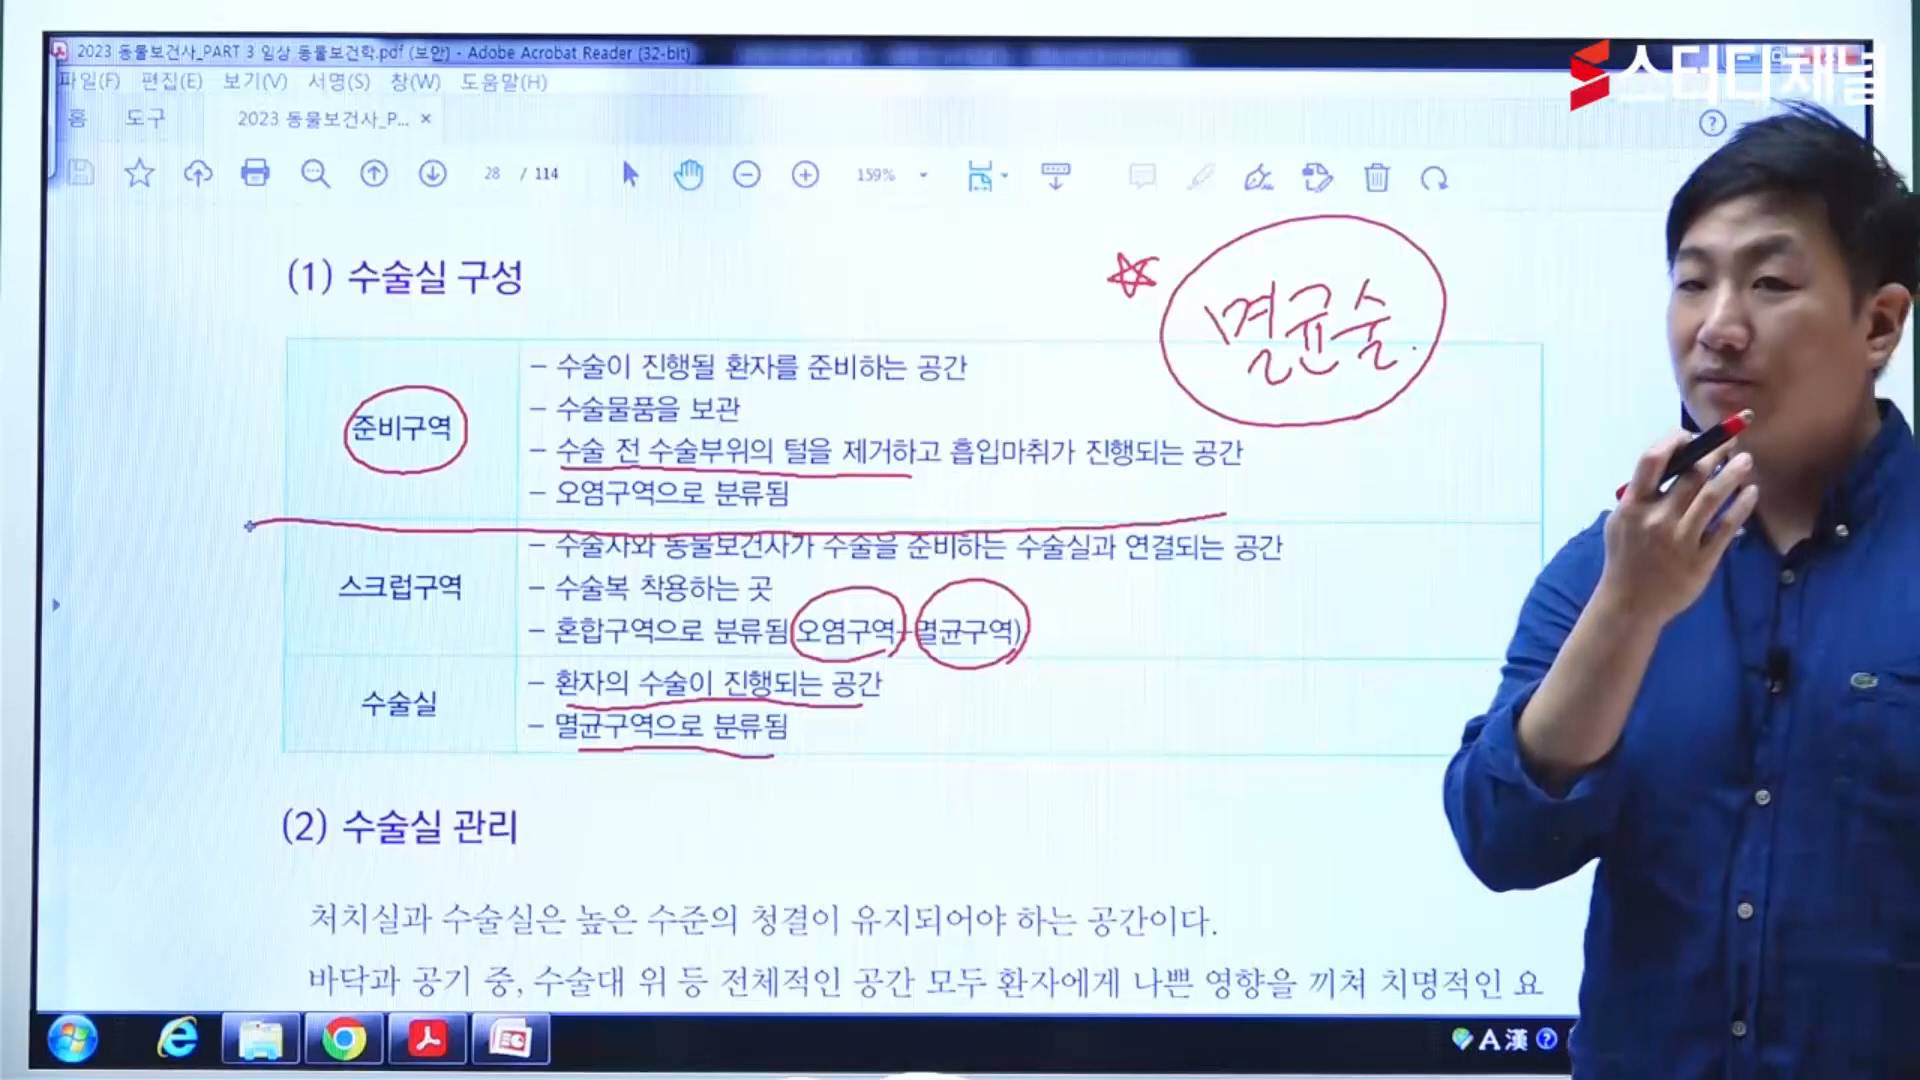 2023 동물보건사_PART 3 임상 동물보건학.pdf (보안) - Adobe Acrobat Reader (32-bit)
스터디채널
파일(F) 편집(E) 보기(V) 서명(S) 창(W) 도움말(H)
홈 도구 2023 동물보건사_P... ×
28 / 114 159%
(1) 수술실 구성
멸균술.
준비구역
– 수술이 진행될 환자를 준비하는 공간
– 수술물품을 보관
– 수술 전 수술부위의 털을 제거하고 흡입마취가 진행되는 공간
– 오염구역으로 분류됨
스크럽구역
– 수술자와 동물보건사가 수술을 준비하는 수술실과 연결되는 공간
– 수술복 착용하는 곳
– 혼합구역으로 분류됨(오염구역+멸균구역)
수술실
– 환자의 수술이 진행되는 공간
– 멸균구역으로 분류됨
(2) 수술실 관리
처치실과 수술실은 높은 수준의 청결이 유지되어야 하는 공간이다.
바닥과 공기 중, 수술대 위 등 전체적인 공간 모두 환자에게 나쁜 영향을 끼쳐 치명적인 요
A 漢 ?